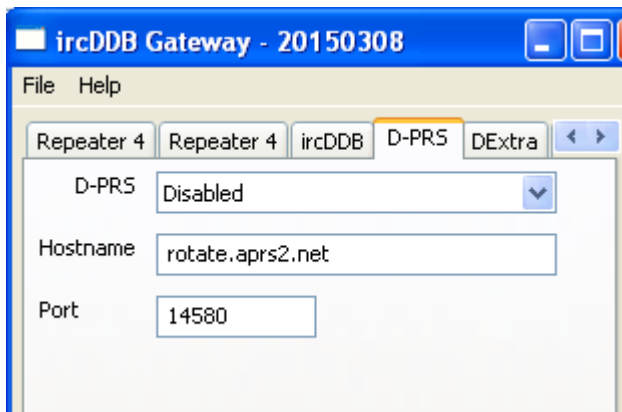 ircDDB Gateway - 20150308
File Help
Repeater 4 Repeater 4 ircDDB D-PRS DExtra
D-PRS Disabled
Hostname rotate.aprs2.net
Port 14580